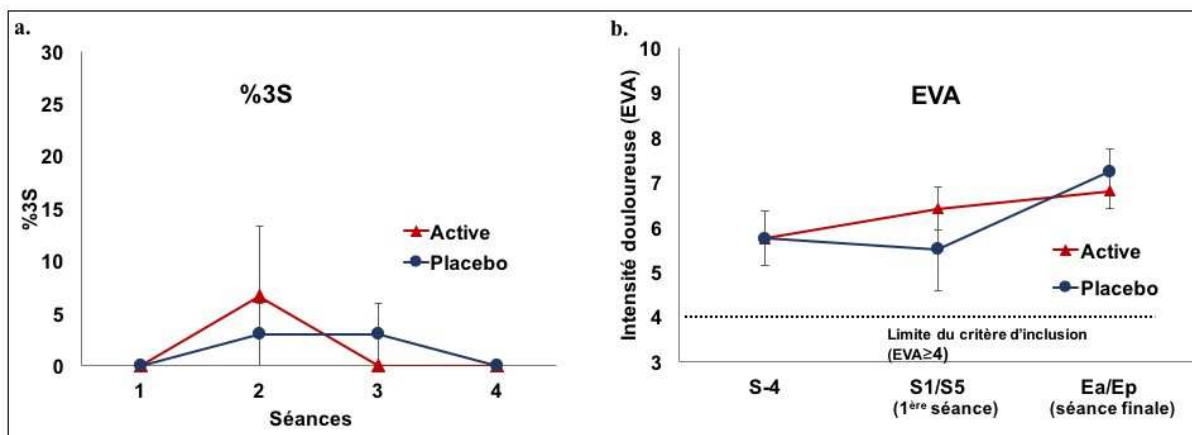 a.
%3S
%3S
30
25
20
15
10
5
0
1 2 3 4
Séances
Active
Placebo
b.
EVA
Intensité douloureuse (EVA)
10
9
8
7
6
5
4
3
Active
Placebo
Limite du critère d'inclusion
(EVA≥4)
S-4 S1/S5 Ea/Ep
(1ère séance) (séance finale)